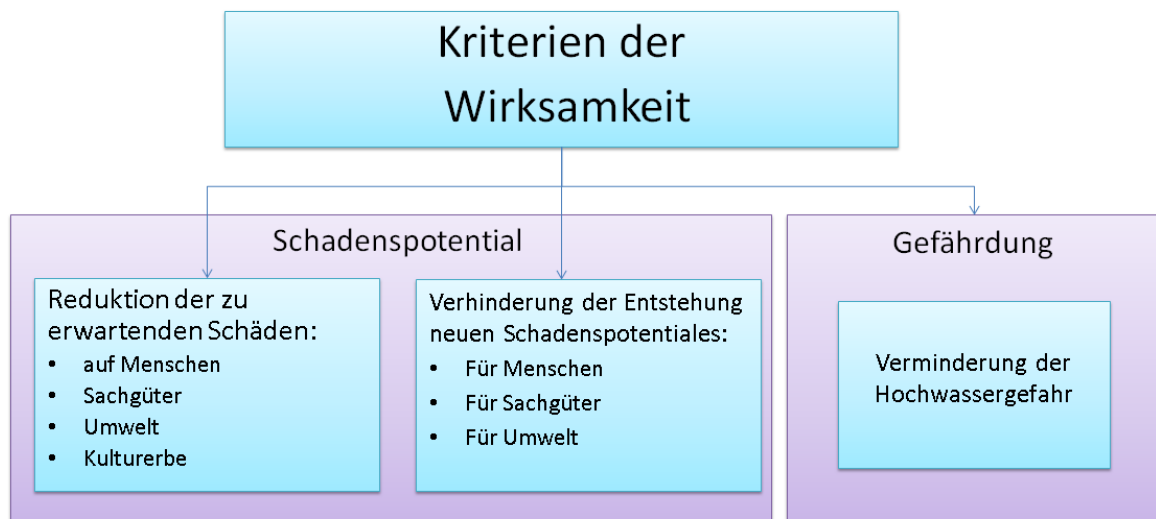 Kriterien der
Wirksamkeit
Schadenspotential
Reduktion der zu
erwartenden Schäden:
• auf Menschen
• Sachgüter
• Umwelt
• Kulturerbe
Verhinderung der Entstehung
neuen Schadenspotentiales:
• Für Menschen
• Für Sachgüter
• Für Umwelt
Gefährdung
Verminderung der
Hochwassergefahr